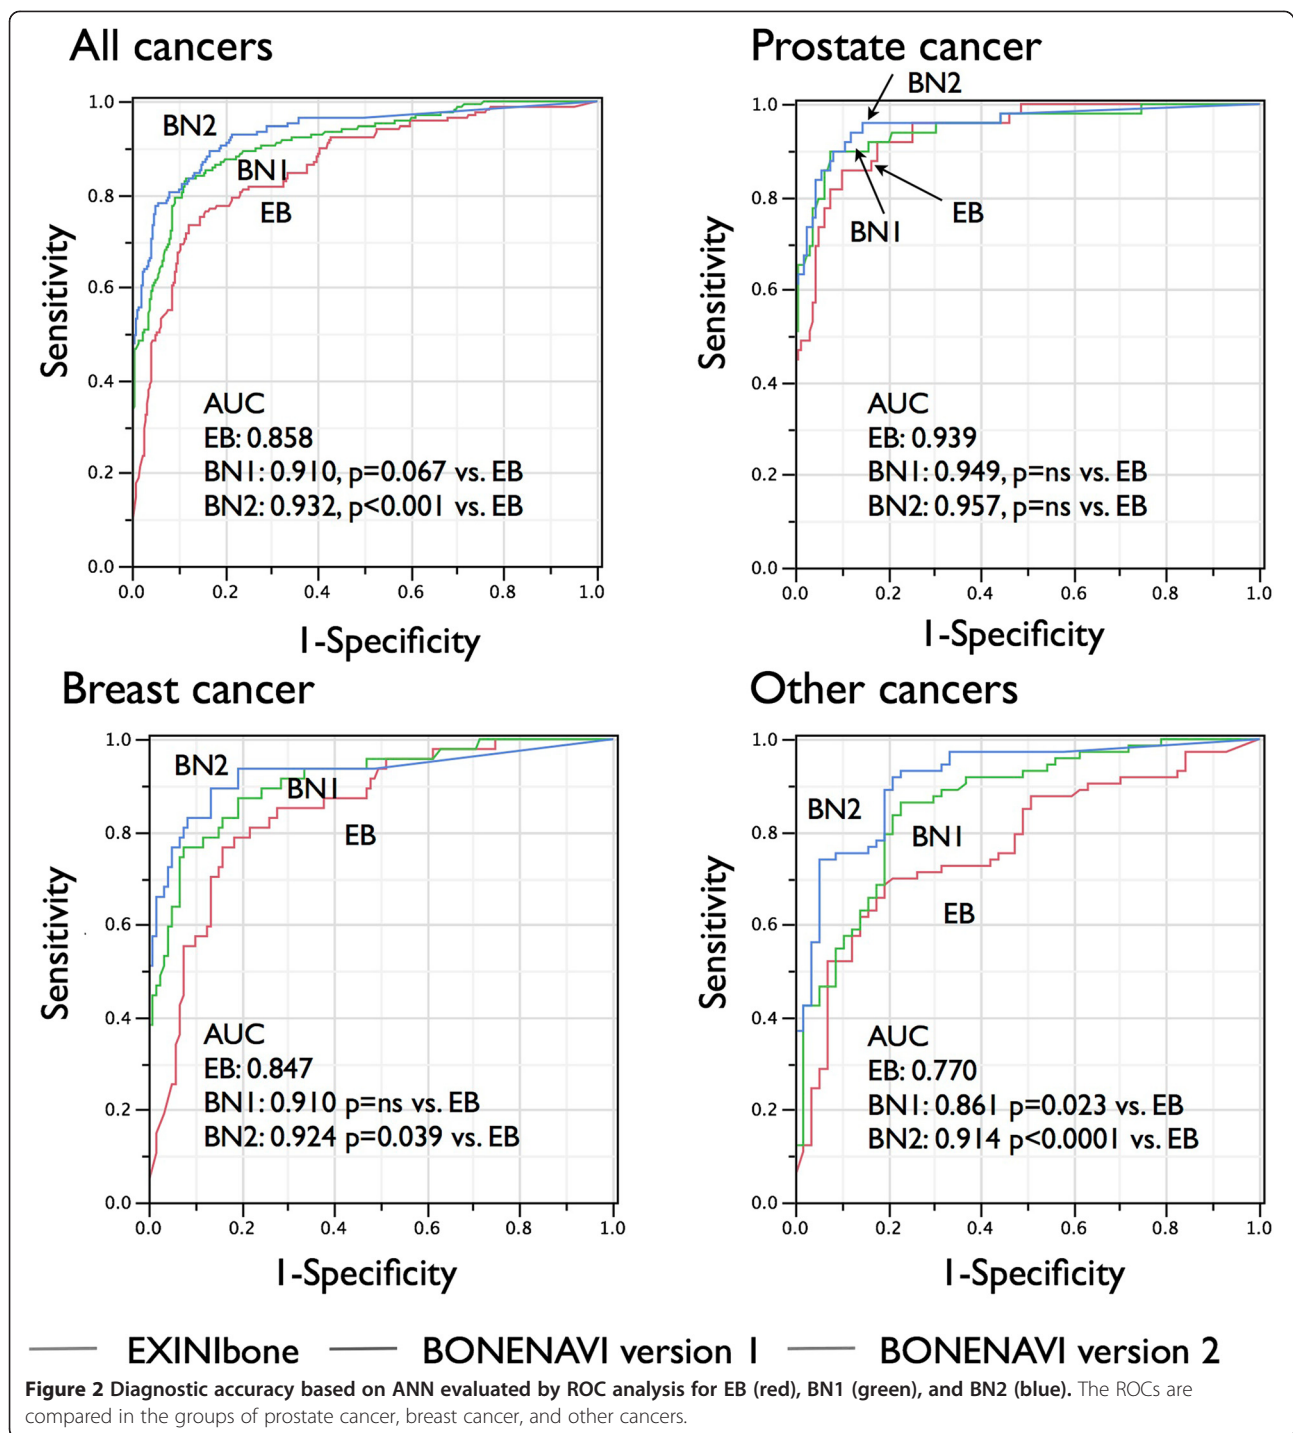 All cancers
1.0
0.8
0.6
0.4
0.2
0.0
Sensitivity
BN2
BN1
EB
AUC
EB: 0.858
BN1: 0.910, p=0.067 vs. EB
BN2: 0.932, p<0.001 vs. EB
0.0 0.2 0.4 0.6 0.8 1.0
1-Specificity
Prostate cancer
BN2
1.0
0.8
0.6
0.4
0.2
0.0
Sensitivity
EB
BN1
AUC
EB: 0.939
BN1: 0.949, p=ns vs. EB
BN2: 0.957, p=ns vs. EB
0.0 0.2 0.4 0.6 0.8 1.0
1-Specificity
Breast cancer
1.0
0.8
0.6
0.4
0.2
0.0
Sensitivity
BN2
BN1
EB
AUC
EB: 0.847
BN1: 0.910 p=ns vs. EB
BN2: 0.924 p=0.039 vs. EB
0.0 0.2 0.4 0.6 0.8 1.0
1-Specificity
Other cancers
1.0
0.8
0.6
0.4
0.2
0.0
Sensitivity
BN2
BN1
EB
AUC
EB: 0.770
BN1: 0.861 p=0.023 vs. EB
BN2: 0.914 p<0.0001 vs. EB
0.0 0.2 0.4 0.6 0.8 1.0
1-Specificity
EXINIbone BONENAVI version 1 BONENAVI version 2
Figure 2 Diagnostic accuracy based on ANN evaluated by ROC analysis for EB (red), BN1 (green), and BN2 (blue). The ROCs are
compared in the groups of prostate cancer, breast cancer, and other cancers.